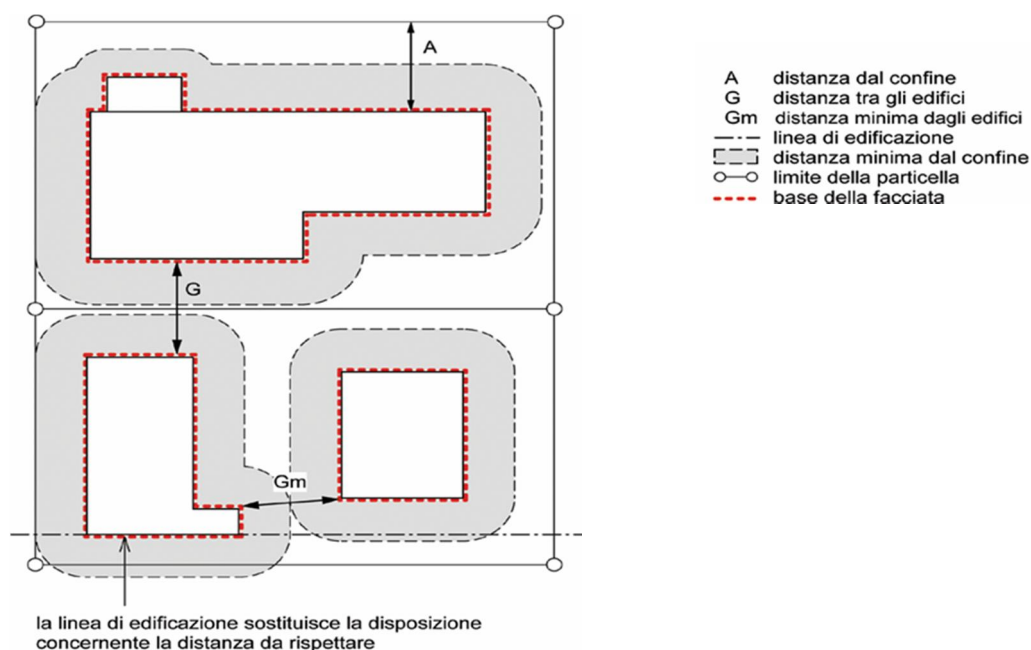 A
G
Gm
la linea di edificazione sostituisce la disposizione
concernente la distanza da rispettare
A distanza dal confine
G distanza tra gli edifici
Gm distanza minima dagli edifici
linea di edificazione
distanza minima dal confine
limite della particella
base della facciata